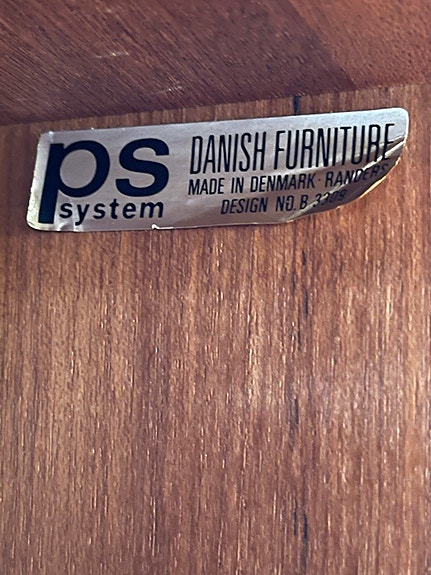 ps
system
DANISH FURNITURE
MADE IN DENMARK · RANDERS
DESIGN NO. B